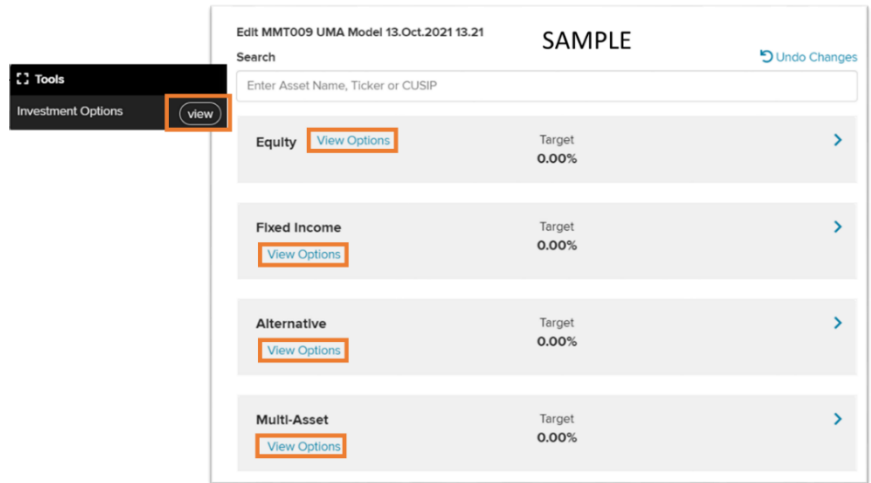 Edit MMT009 UMA Model 13.Oct.2021 13.21
SAMPLE
Search
Undo Changes
Enter Asset Name, Ticker or CUSIP
Tools
Investment Options view
Equity View Options
Target
0.00%
Fixed Income
View Options
Target
0.00%
Alternative
View Options
Target
0.00%
Multi-Asset
View Options
Target
0.00%